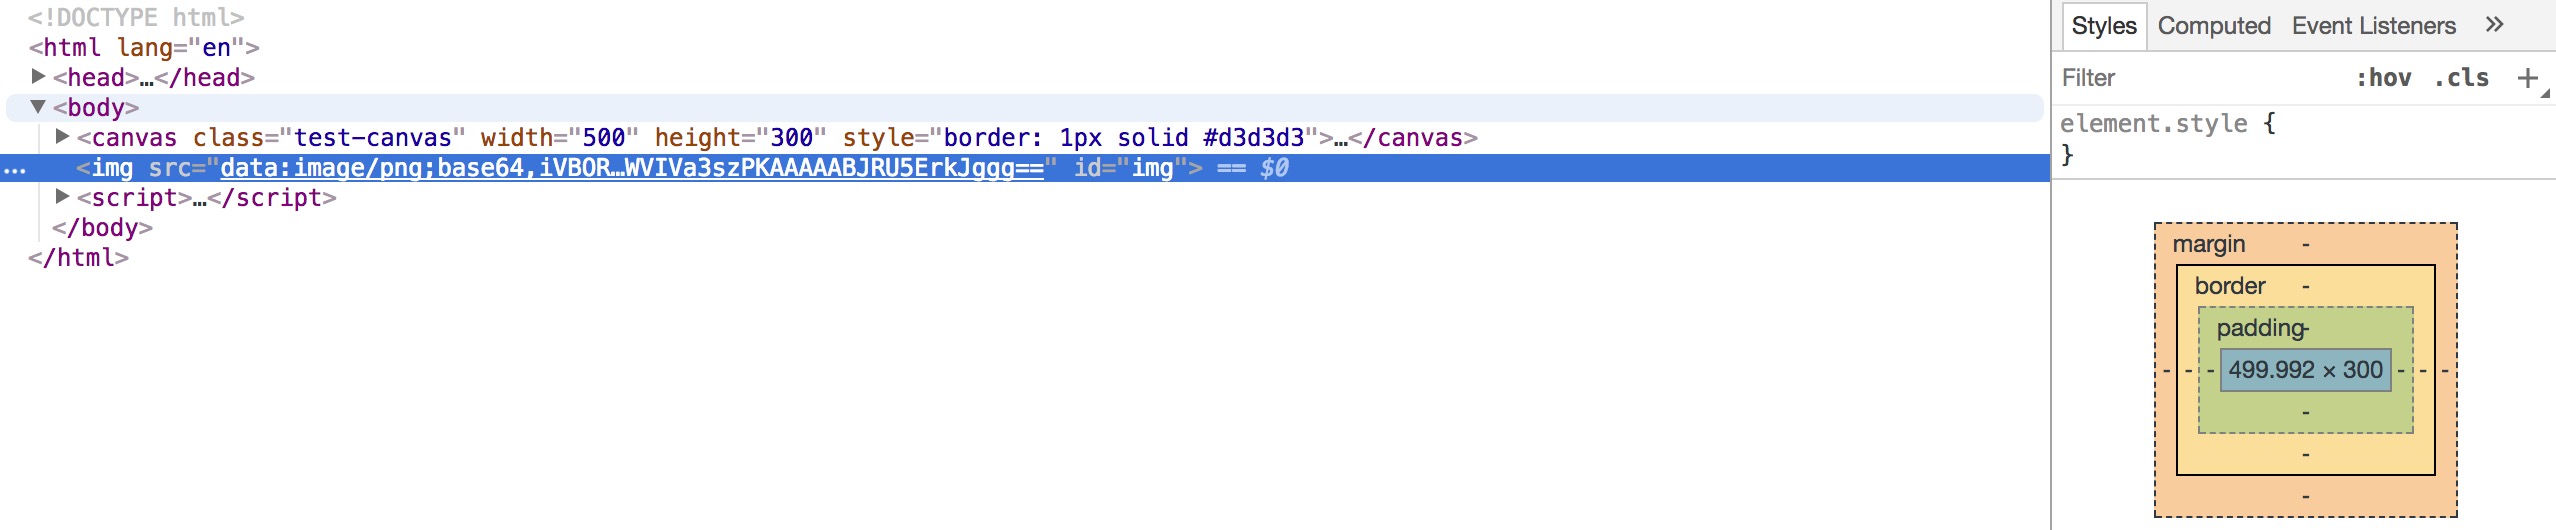 <!DOCTYPE html>
<html lang="en">
▶<head>…</head>
▼<body>
▶<canvas class="test-canvas" width="500" height="300" style="border: 1px solid #d3d3d3">…</canvas>
… <img src="data:image/png;base64,iVBOR…WVIVa3szPKAAAAABJRU5ErkJggg==" id="img"> == $0
▶<script>…</script>
</body>
</html>
Styles Computed Event Listeners »
Filter :hov .cls +
element.style {
}
margin -
border -
padding-
- - - 499.992 × 300 - - -
-
-
-